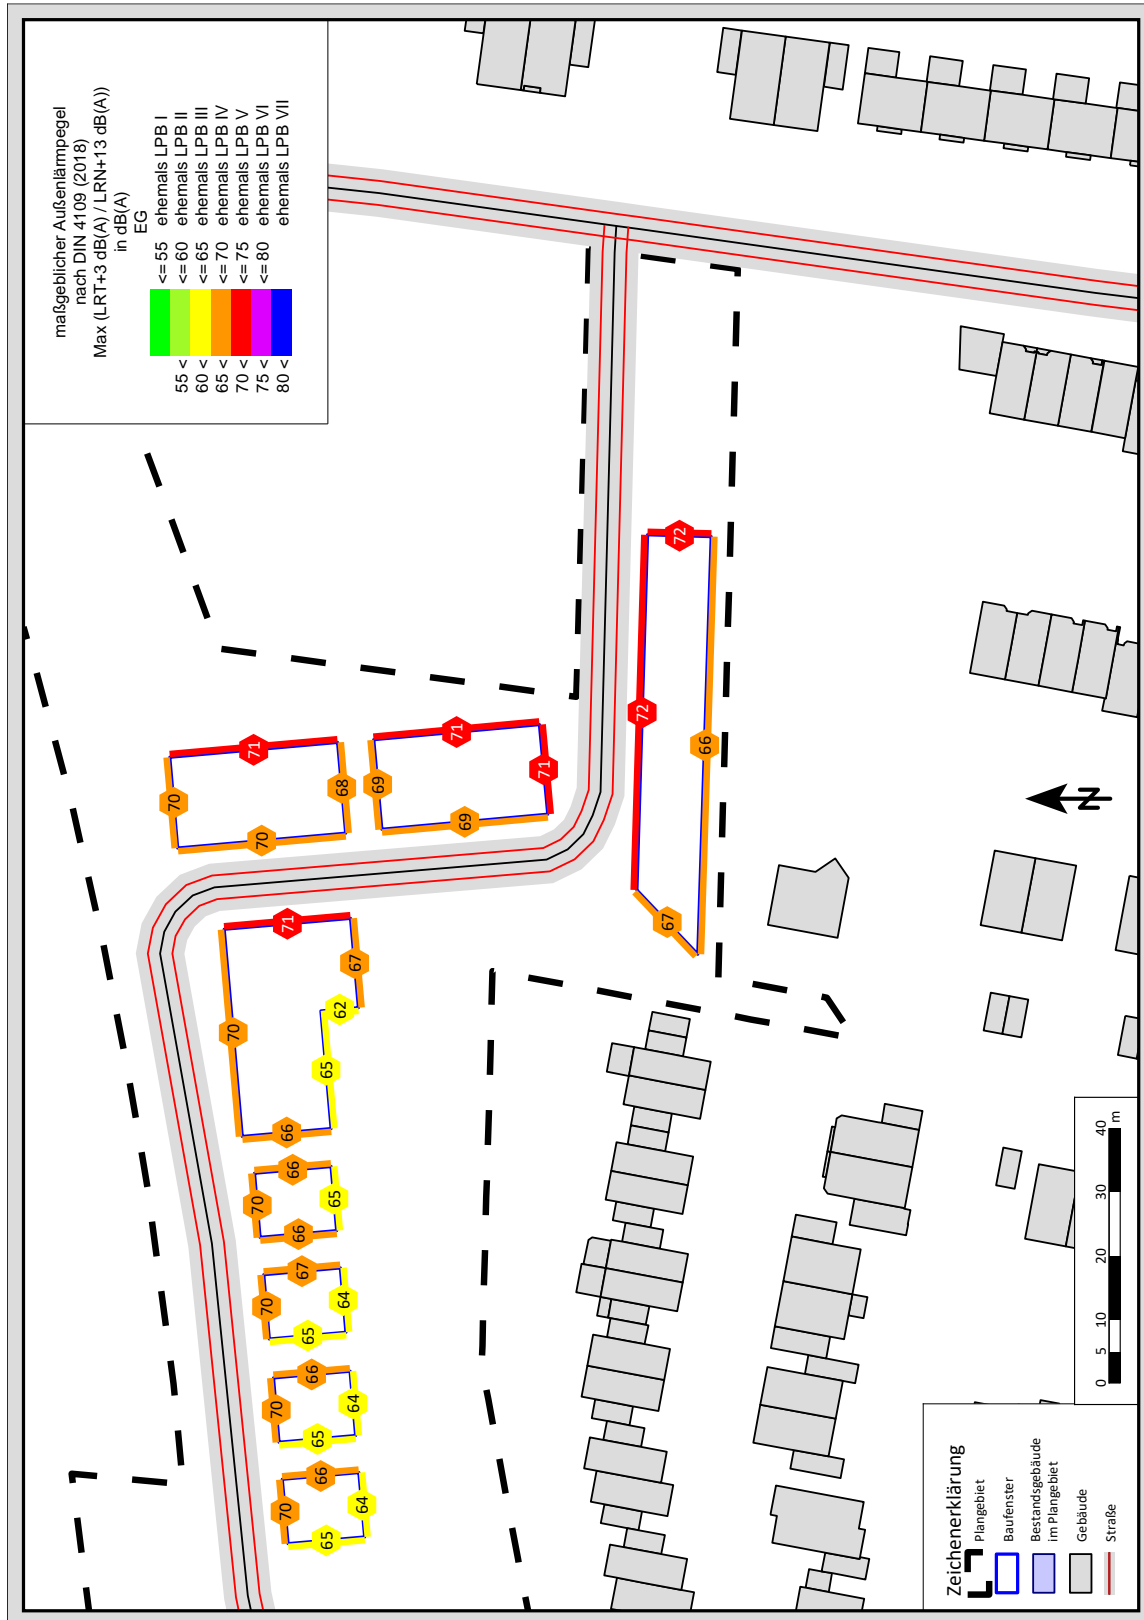 maßgeblicher Außenlärmpegel
nach DIN 4109 (2018)
Max (LRT+3 dB(A) / LRN+13 dB(A))
in dB(A)
EG
<= 55 ehemals LPB I
55 < <= 60 ehemals LPB II
60 < <= 65 ehemals LPB III
65 < <= 70 ehemals LPB IV
70 < <= 75 ehemals LPB V
75 < <= 80 ehemals LPB VI
80 < ehemals LPB VII
70
71
70
68
69
71
69
71
72
72
66
67
71
70
67
62
65
66
66
70
65
66
67
70
64
65
66
70
64
65
66
70
64
65
N
0 5 10 20 30 40
m
Zeichenerklärung
Plangebiet
Baufenster
Bestandsgebäude
im Plangebiet
Gebäude
Straße